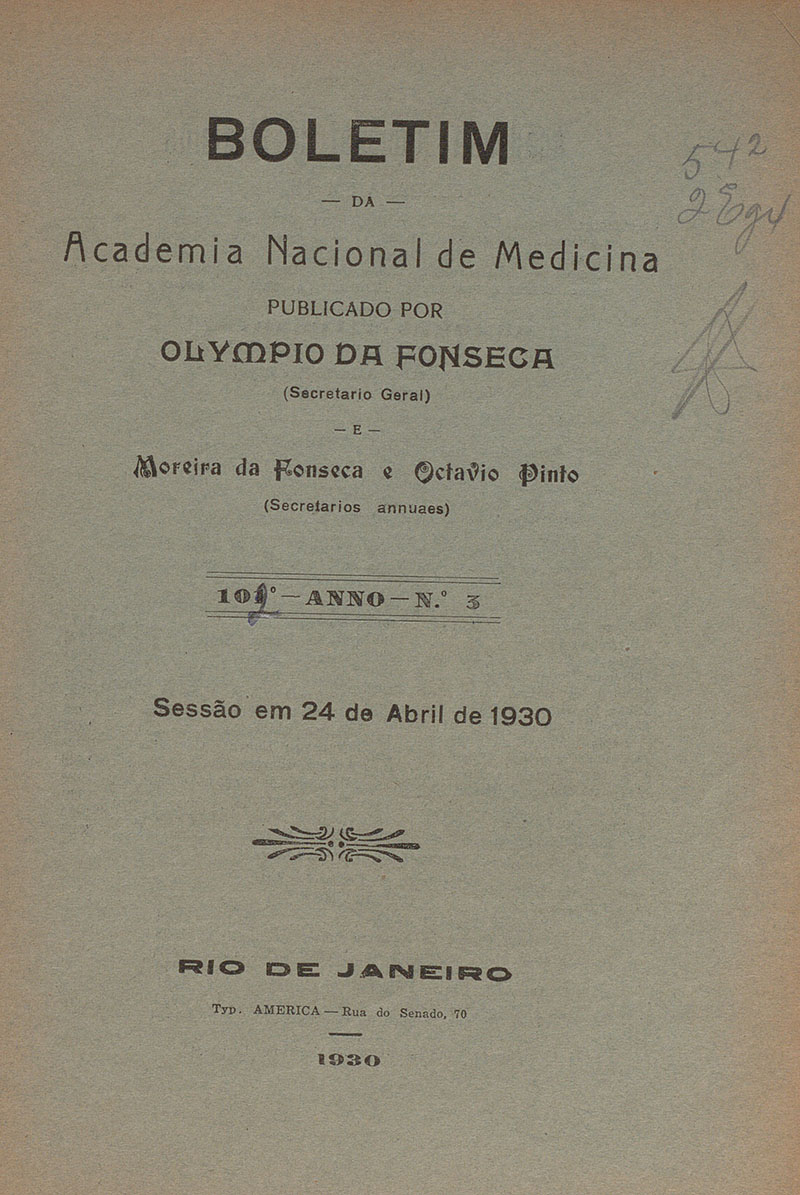 BOLETIM
— DA —
Academia Nacional de Medicina
PUBLICADO POR
OLYMPIO DA FONSECA
(Secretario Geral)
— E —
Moreira da Fonseca e Octavio Pinto
(Secretarios annuaes)
— ANNO — N.º 3
Sessão em 24 de Abril de 1930
RIO DE JANEIRO
Typ. AMERICA — Rua do Senado, 70
1930
542